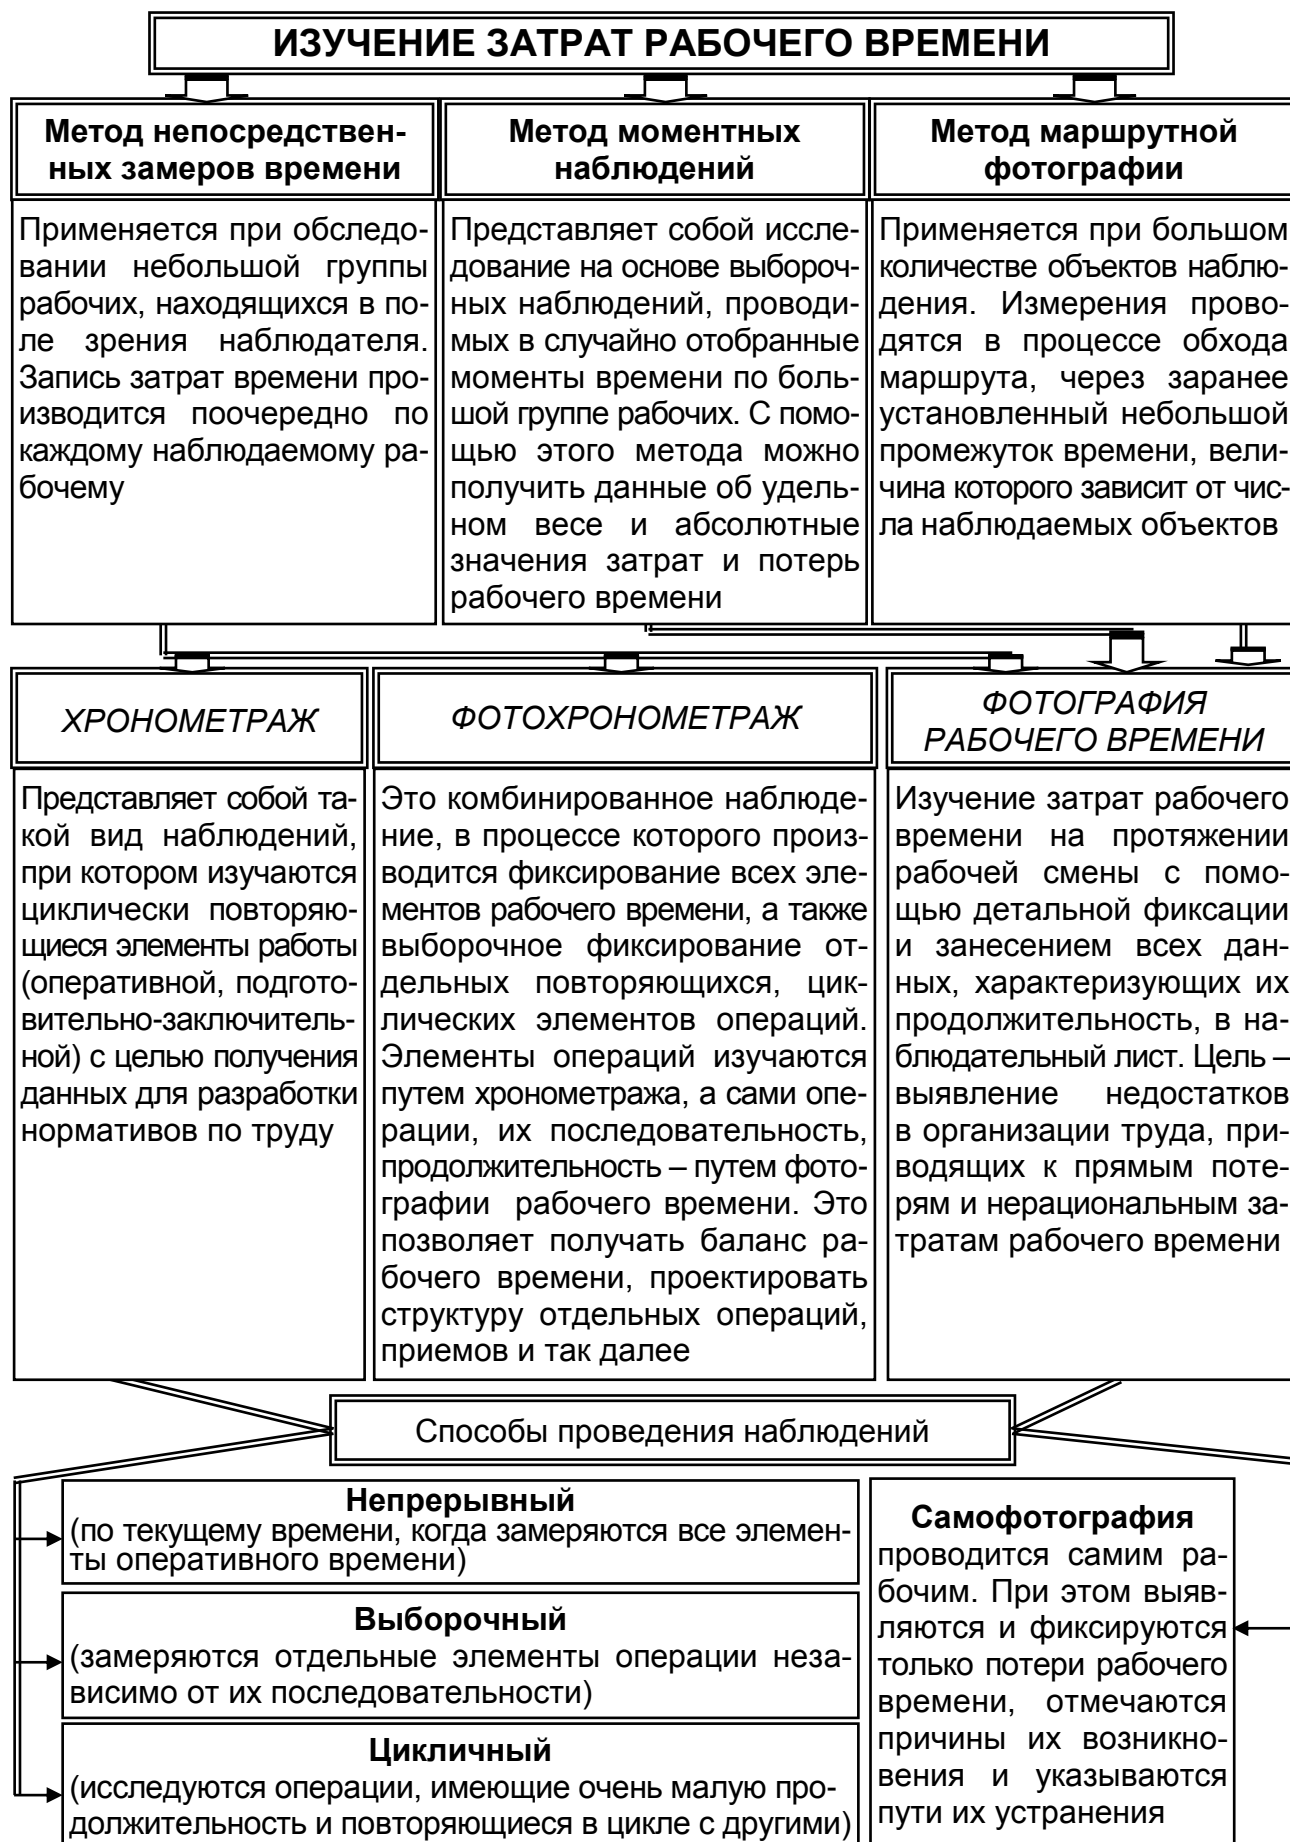 ИЗУЧЕНИЕ ЗАТРАТ РАБОЧЕГО ВРЕМЕНИ
Метод непосредствен-
ных замеров времени
Применяется при обследо-
вании небольшой группы
рабочих, находящихся в по-
ле зрения наблюдателя.
Запись затрат времени про-
изводится поочередно по
каждому наблюдаемому ра-
бочему
Метод моментных
наблюдений
Представляет собой иссле-
дование на основе выбороч-
ных наблюдений, проводи-
мых в случайно отобранные
моменты времени по боль-
шой группе рабочих. С помо-
щью этого метода можно
получить данные об удель-
ном весе и абсолютные
значения затрат и потерь
рабочего времени
Метод маршрутной
фотографии
Применяется при большом
количестве объектов наблю-
дения. Измерения прово-
дятся в процессе обхода
маршрута, через заранее
установленный небольшой
промежуток времени, вели-
чина которого зависит от чис-
ла наблюдаемых объектов
ХРОНОМЕТРАЖ
Представляет собой та-
кой вид наблюдений,
при котором изучаются
циклически повторяю-
щиеся элементы работы
(оперативной, подгото-
вительно-заключитель-
ной) с целью получения
данных для разработки
нормативов по труду
ФОТОХРОНОМЕТРАЖ
Это комбинированное наблюде-
ние, в процессе которого произ-
водится фиксирование всех эле-
ментов рабочего времени, а также
выборочное фиксирование от-
дельных повторяющихся, цик-
лических элементов операций.
Элементы операций изучаются
путем хронометража, а сами опе-
рации, их последовательность,
продолжительность – путем фото-
графии рабочего времени. Это
позволяет получать баланс ра-
бочего времени, проектировать
структуру отдельных операций,
приемов и так далее
ФОТОГРАФИЯ
РАБОЧЕГО ВРЕМЕНИ
Изучение затрат рабочего
времени на протяжении
рабочей смены с помо-
щью детальной фиксации
и занесением всех дан-
ных, характеризующих их
продолжительность, в на-
блюдательный лист. Цель –
выявление недостатков
в организации труда, при-
водящих к прямым поте-
рям и нерациональным за-
тратам рабочего времени
Способы проведения наблюдений
Непрерывный
(по текущему времени, когда замеряются все элемен-
ты оперативного времени)
Выборочный
(замеряются отдельные элементы операции неза-
висимо от их последовательности)
Цикличный
(исследуются операции, имеющие очень малую про-
должительность и повторяющиеся в цикле с другими)
Самофотография
проводится самим ра-
бочим. При этом выяв-
ляются и фиксируются
только потери рабочего
времени, отмечаются
причины их возникно-
вения и указываются
пути их устранения